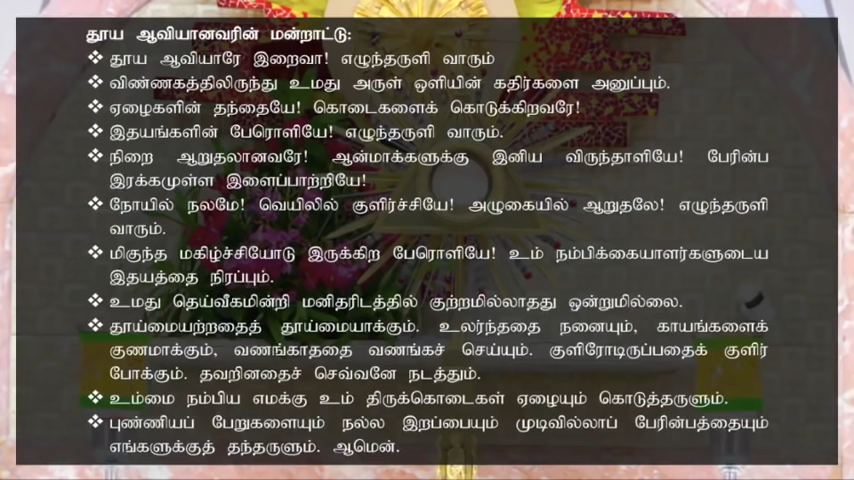 தூய ஆவியானவரின் மன்றாட்டு:
❖ தூய ஆவியாரே இறைவா! எழுந்தருளி வாரும்
❖ விண்ணகத்திலிருந்து உமது அருள் ஒளியின் கதிர்களை அனுப்பும்.
❖ ஏழைகளின் தந்தையே! கொடைகளைக் கொடுக்கிறவரே!
❖ இதயங்களின் பேரொளியே! எழுந்தருளி வாரும்.
❖ நிறை ஆறுதலானவரே! ஆன்மாக்களுக்கு இனிய விருந்தாளியே! பேரின்ப
இரக்கமுள்ள இளைப்பாற்றியே!
❖ நோயில் நலமே! வெயிலில் குளிர்ச்சியே! அழுகையில் ஆறுதலே! எழுந்தருளி
வாரும்.
❖ மிகுந்த மகிழ்ச்சியோடு இருக்கிற பேரொளியே! உம் நம்பிக்கையாளர்களுடைய
இதயத்தை நிரப்பும்.
❖ உமது தெய்வீகமின்றி மனிதரிடத்தில் குற்றமில்லாதது ஒன்றுமில்லை.
❖ தூய்மையற்றதைத் தூய்மையாக்கும். உலர்ந்ததை நனையும், காயங்களைக்
குணமாக்கும், வணங்காததை வணங்கச் செய்யும். குளிரோடிருப்பதைக் குளிர்
போக்கும். தவறினதைச் செவ்வனே நடத்தும்.
❖ உம்மை நம்பிய எமக்கு உம் திருக்கொடைகள் ஏழையும் கொடுத்தருளும்.
❖ புண்ணியப் பேறுகளையும் நல்ல இறப்பையும் முடிவில்லாப் பேரின்பத்தையும்
எங்களுக்குத் தந்தருளும். ஆமென்.